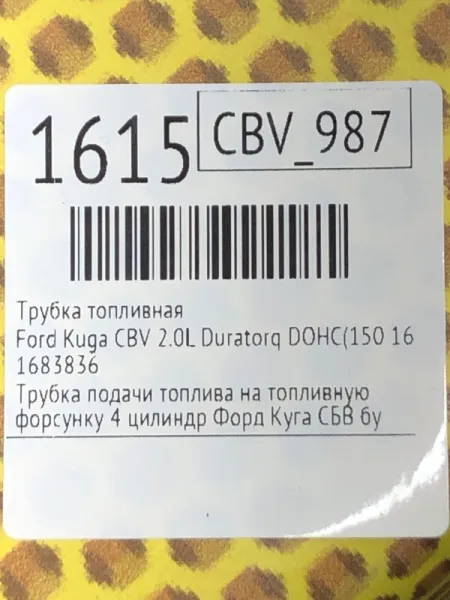 1615
CBV_987
Трубка топливная
Ford Kuga CBV 2.0L Duratorq DOHC(150 16
1683836
Трубка подачи топлива на топливную
форсунку 4 цилиндр Форд Куга СБВ бу